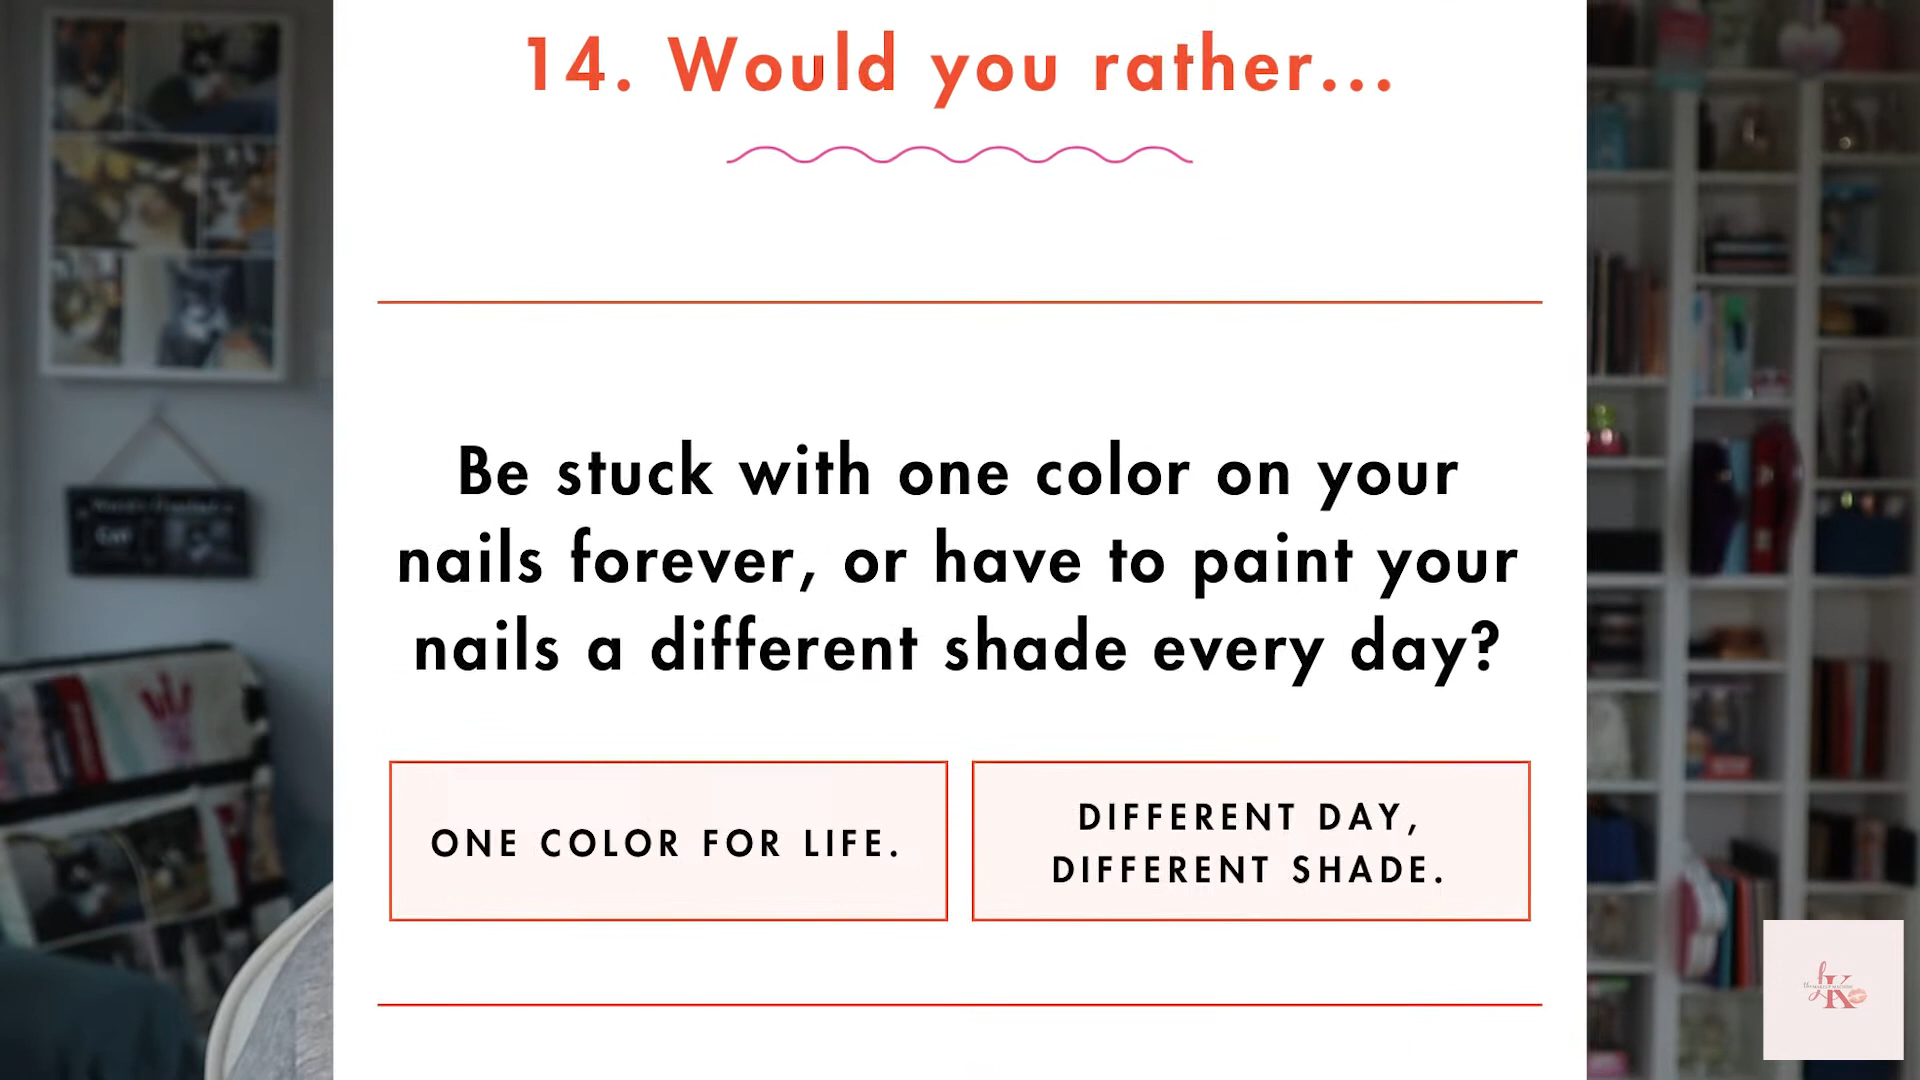 14. Would you rather...
Be stuck with one color on your
nails forever, or have to paint your
nails a different shade every day?
ONE COLOR FOR LIFE.
DIFFERENT DAY,
DIFFERENT SHADE.
Cat
K